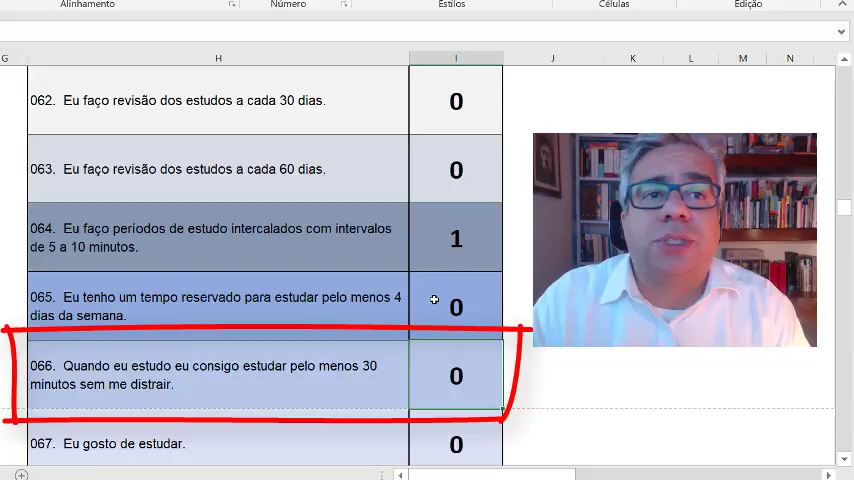 Alinhamento
Número
Estilos
Células
Edição
G
H
I
J
K
L
M
N
062. Eu faço revisão dos estudos a cada 30 dias.
0
063. Eu faço revisão dos estudos a cada 60 dias.
0
064. Eu faço períodos de estudo intercalados com intervalos
de 5 a 10 minutos.
1
065. Eu tenho um tempo reservado para estudar pelo menos 4
dias da semana.
0
066. Quando eu estudo eu consigo estudar pelo menos 30
minutos sem me distrair.
0
067. Eu gosto de estudar.
0